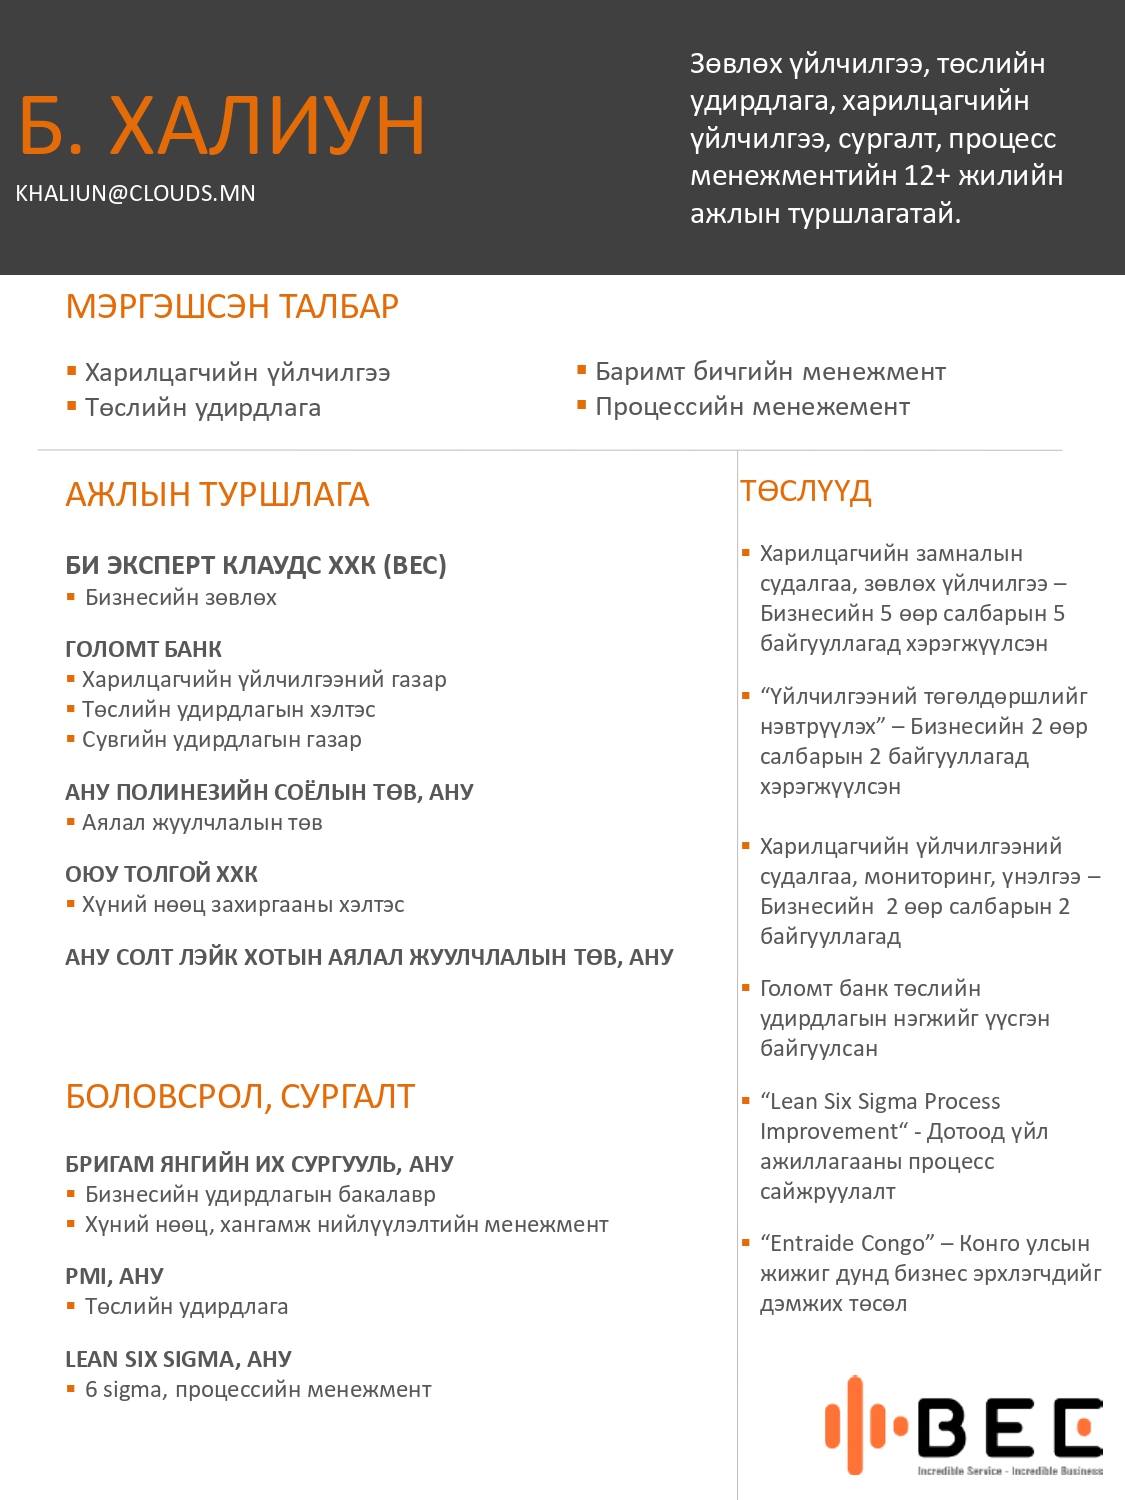 Б. ХАЛИУН
KHALIUN@CLOUDS.MN
Зөвлөх үйлчилгээ, төслийн
удирдлага, харилцагчийн
үйлчилгээ, сургалт, процесс
менежментийн 12+ жилийн
ажлын туршлагатай.
МЭРГЭШСЭН ТАЛБАР
▪ Харилцагчийн үйлчилгээ
▪ Төслийн удирдлага
▪ Баримт бичгийн менежмент
▪ Процессийн менежемент
АЖЛЫН ТУРШЛАГА
БИ ЭКСПЕРТ КЛАУДС ХХК (BEC)
▪ Бизнесийн зөвлөх
ГОЛОМТ БАНК
▪ Харилцагчийн үйлчилгээний газар
▪ Төслийн удирдлагын хэлтэс
▪ Сувгийн удирдлагын газар
АНУ ПОЛИНЕЗИЙН СОЁЛЫН ТӨВ, АНУ
▪ Аялал жуулчлалын төв
ОЮУ ТОЛГОЙ ХХК
▪ Хүний нөөц захиргааны хэлтэс
АНУ СОЛТ ЛЭЙК ХОТЫН АЯЛАЛ ЖУУЛЧЛАЛЫН ТӨВ, АНУ
БОЛОВСРОЛ, СУРГАЛТ
БРИГАМ ЯНГИЙН ИХ СУРГУУЛЬ, АНУ
▪ Бизнесийн удирдлагын бакалавр
▪ Хүний нөөц, хангамж нийлүүлэлтийн менежмент
PMI, АНУ
▪ Төслийн удирдлага
LEAN SIX SIGMA, АНУ
▪ 6 sigma, процессийн менежмент
ТӨСЛҮҮД
▪ Харилцагчийн замналын
судалгаа, зөвлөх үйлчилгээ –
Бизнесийн 5 өөр салбарын 5
байгууллагад хэрэгжүүлсэн
▪ “Үйлчилгээний төгөлдөршлийг
нэвтрүүлэх” – Бизнесийн 2 өөр
салбарын 2 байгууллагад
хэрэгжүүлсэн
▪ Харилцагчийн үйлчилгээний
судалгаа, мониторинг, үнэлгээ –
Бизнесийн  2 өөр салбарын 2
байгууллагад
▪ Голомт банк төслийн
удирдлагын нэгжийг үүсгэн
байгуулсан
▪ “Lean Six Sigma Process
Improvement“ - Дотоод үйл
ажиллагааны процесс
сайжруулалт
▪ “Entraide Congo” – Конго улсын
жижиг дунд бизнес эрхлэгчдийг
дэмжих төсөл
BEC
Incredible Service - Incredible Business